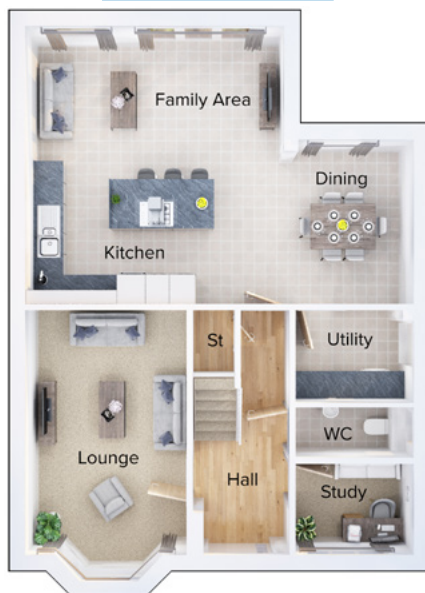 Family Area
Dining
Kitchen
St
Utility
WC
Lounge
Hall
Study